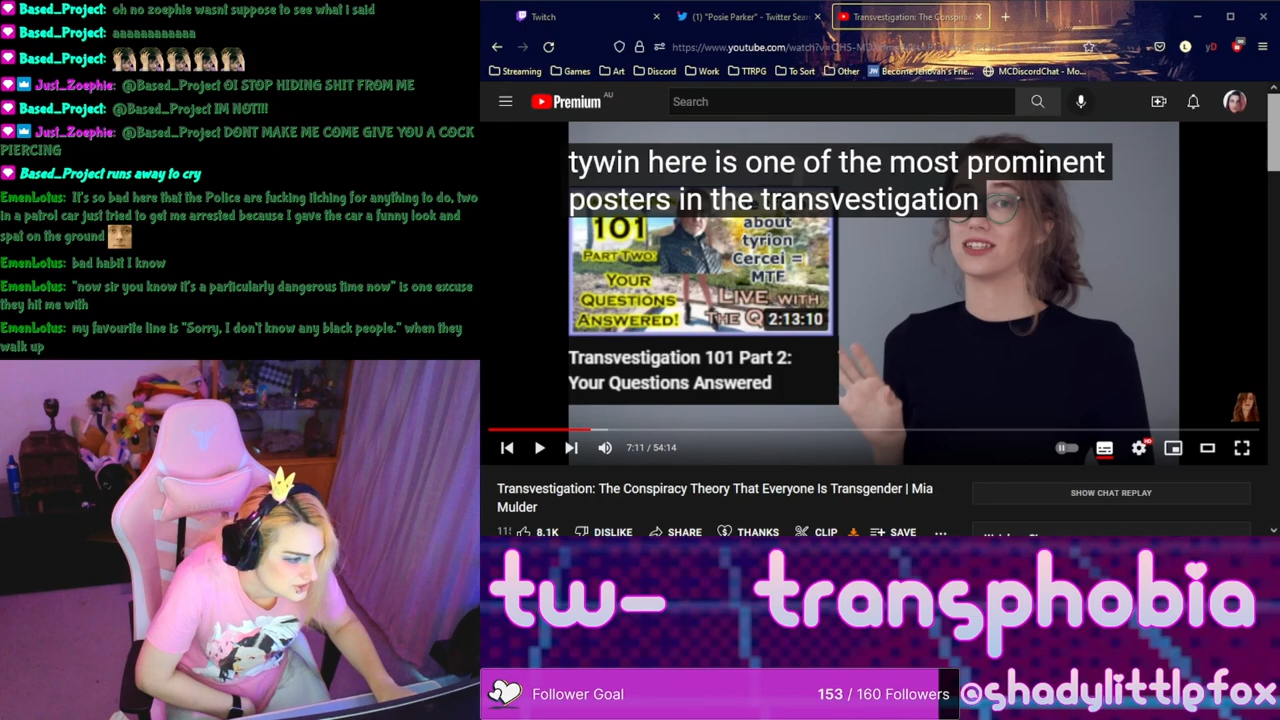 Based_Project: oh no zoephie wasnt suppose to see what i said
Based_Project: aaaaaaaaaaaa
Based_Project:
Just_Zoephie: @Based_Project OI STOP HIDING SHIT FROM ME
Based_Project: @Based_Project IM NOT!!!
Just_Zoephie: @Based_Project DONT MAKE ME COME GIVE YOU A COCK
PIERCING
Based_Project runs away to cry
EmenLotus: It's so bad here that the Police are fucking itching for anything to do, two
in a patrol car just tried to get me arrested because I gave the car a funny look and
spat on the ground
EmenLotus: bad habit I know
EmenLotus: "now sir you know it's a particularly dangerous time now" is one excuse
they hit me with
EmenLotus: my favourite line is "Sorry, I don't know any black people." when they
walk up
Twitch
(1) "Posie Parker" - Twitter Sear
Transvestigation: The Conspira
https://www.youtube.com/watch?v=
Streaming Games Art Discord Work TTRPG To Sort Other Become Jehovah's Frie... MCDiscordChat - Mo...
Premium AU
Search
tywin here is one of the most prominent
posters in the transvestigation
101
PART TWO:
YOUR
QUESTIONS
ANSWERED!
about
tyrion
Cercei =
MTF
LIVE WITH
THE Q
2:13:10
Transvestigation 101 Part 2:
Your Questions Answered
7:11 / 54:14
HD
Transvestigation: The Conspiracy Theory That Everyone Is Transgender | Mia
Mulder
SHOW CHAT REPLAY
8.1K DISLIKE SHARE THANKS CLIP SAVE
tw- transphobia
Follower Goal 153 / 160 Followers
@shadylittlefox